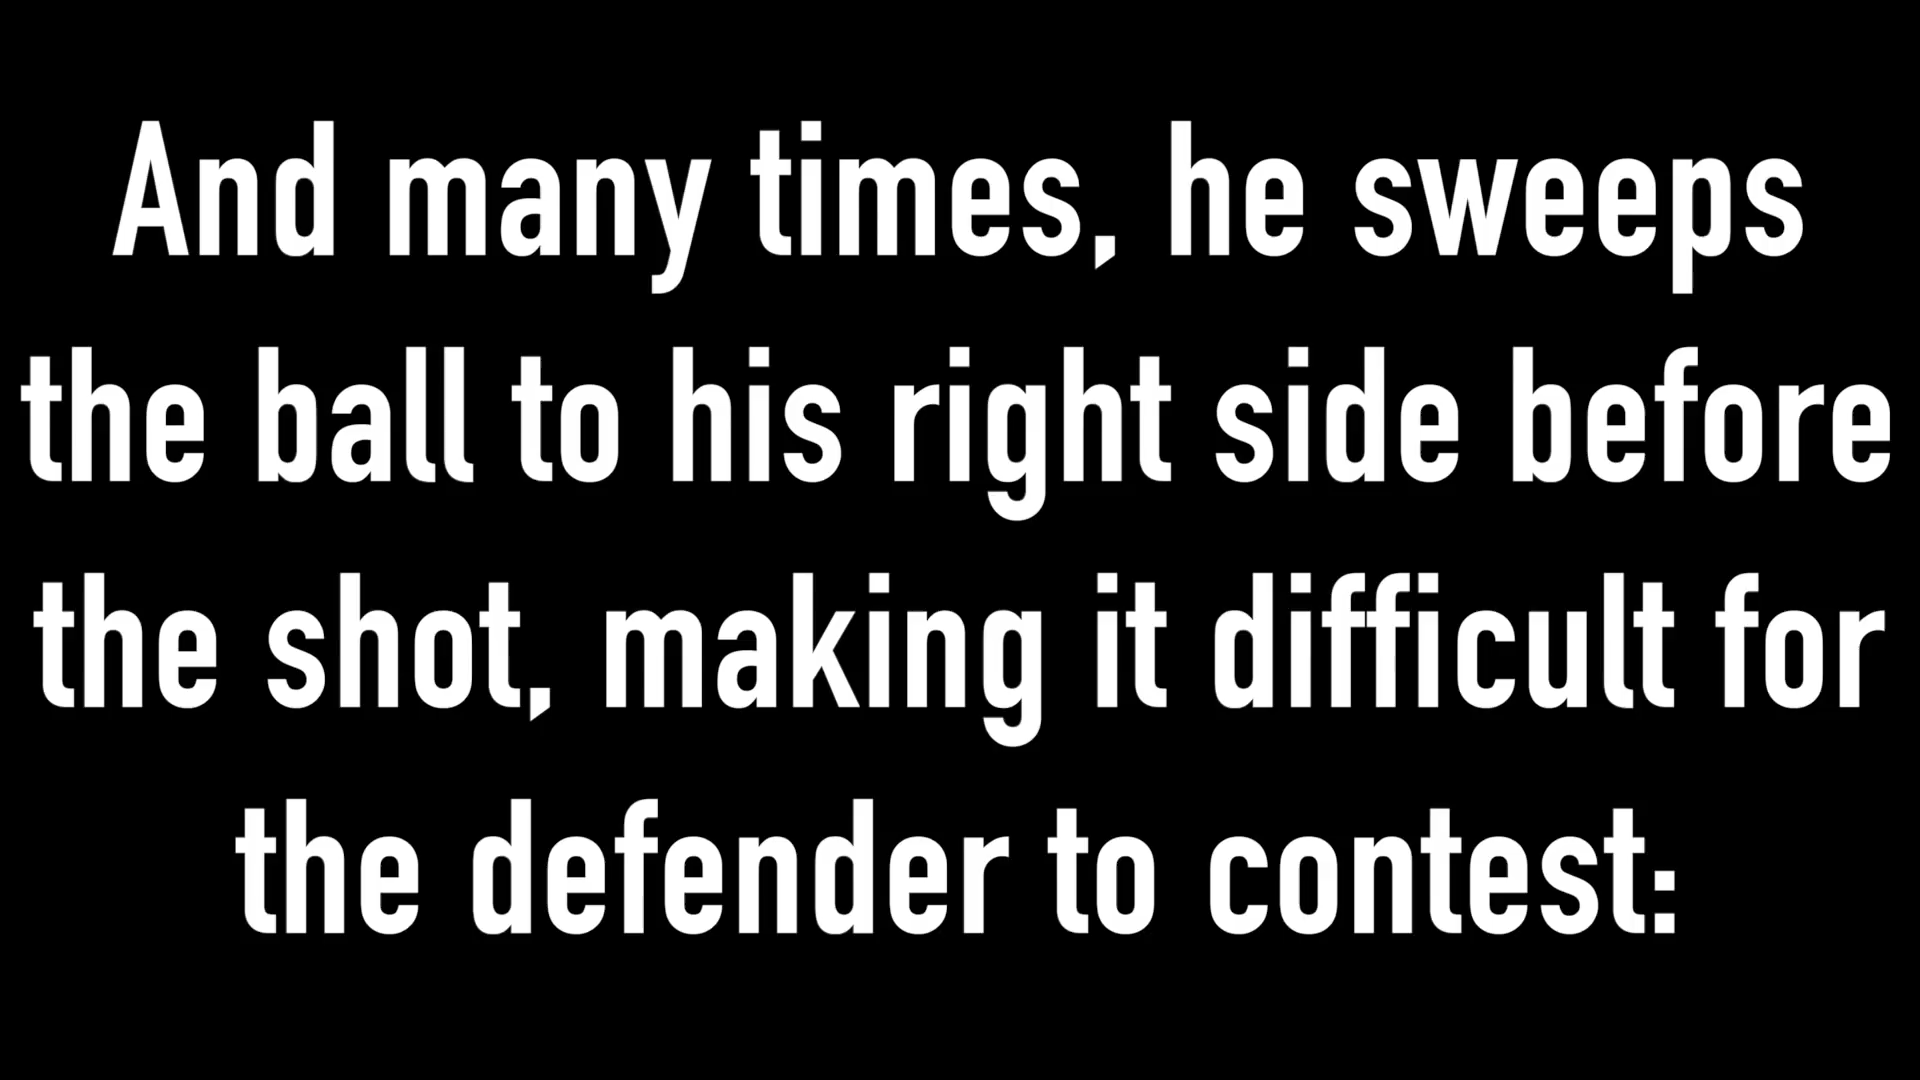 And many times, he sweeps
the ball to his right side before
the shot, making it difficult for
the defender to contest: